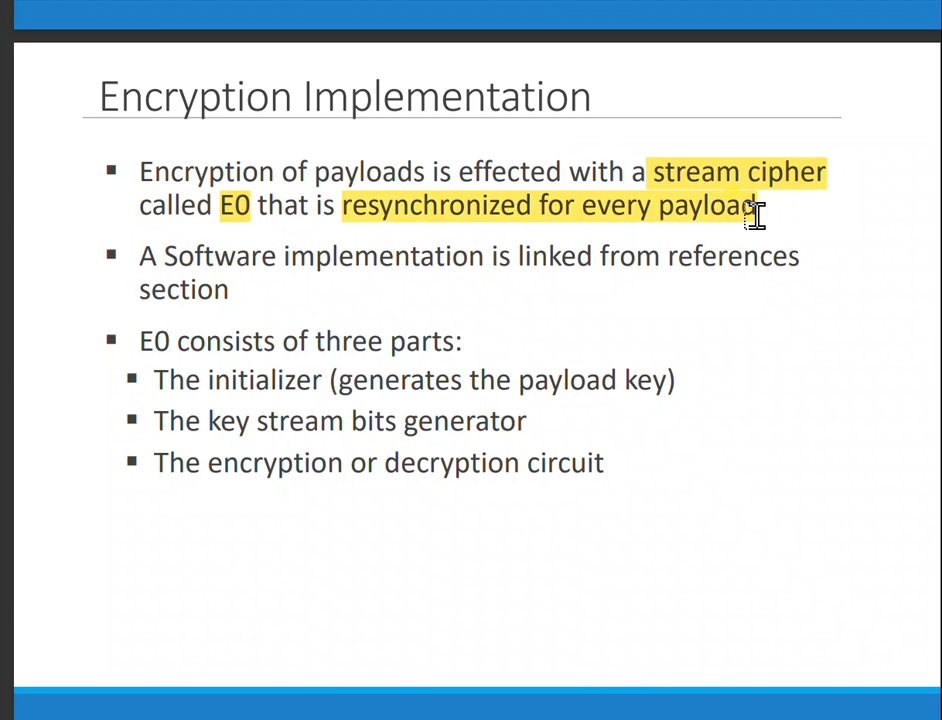 Encryption Implementation
▪ Encryption of payloads is effected with a stream cipher
called E0 that is resynchronized for every payload
▪ A Software implementation is linked from references
section
▪ E0 consists of three parts:
▪ The initializer (generates the payload key)
▪ The key stream bits generator
▪ The encryption or decryption circuit